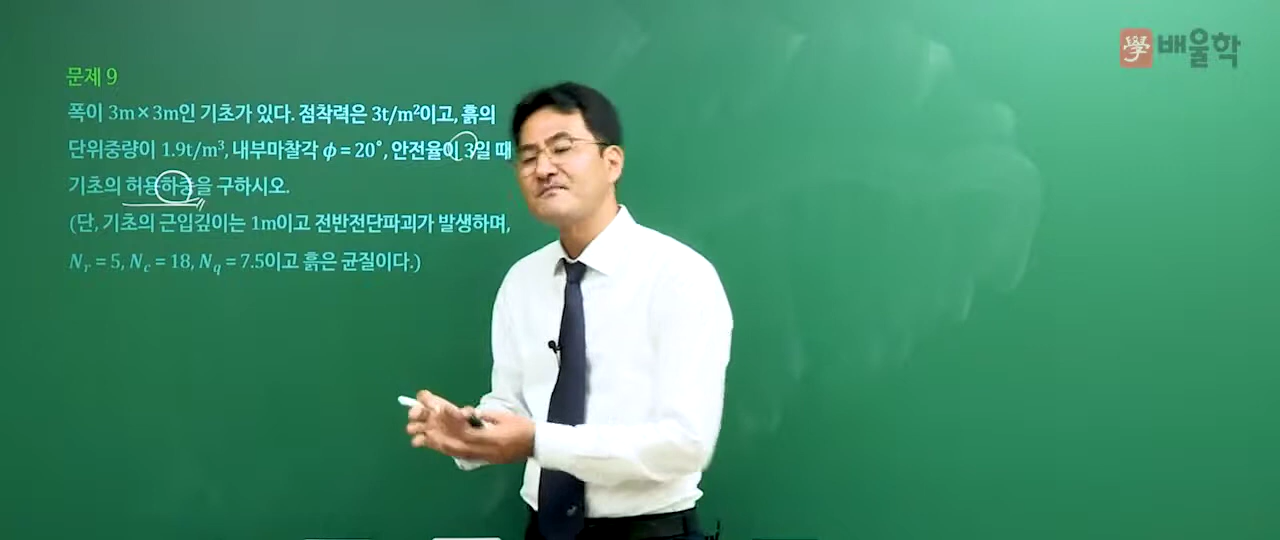 學 배울학
문제 9
폭이 3m×3m인 기초가 있다. 점착력은 3t/m²이고, 흙의
단위중량이 1.9t/m³, 내부마찰각 ϕ = 20°, 안전율이 3일 때
기초의 허용하중을 구하시오.
(단, 기초의 근입깊이는 1m이고 전반전단파괴가 발생하며,
N_r = 5, N_c = 18, N_q = 7.5이고 흙은 균질이다.)